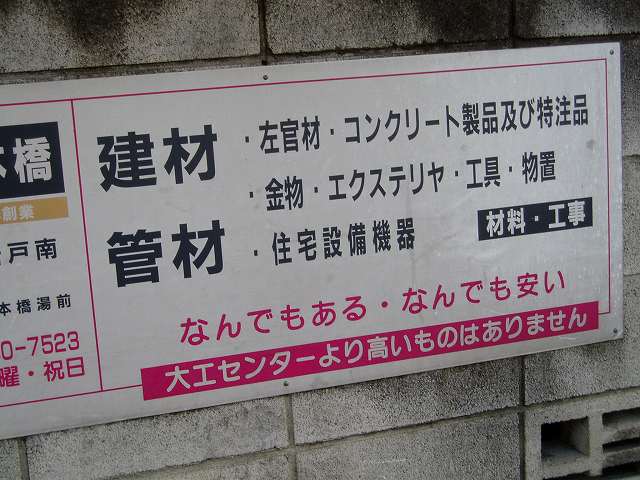 本橋
創業
戸南
本橋湯前
0-7523
曜・祝日
建材
・左官材・コンクリート製品及び特注品
・金物・エクステリヤ・工具・物置
管材
・住宅設備機器
材料・工事
なんでもある・なんでも安い
大工センターより高いものはありません